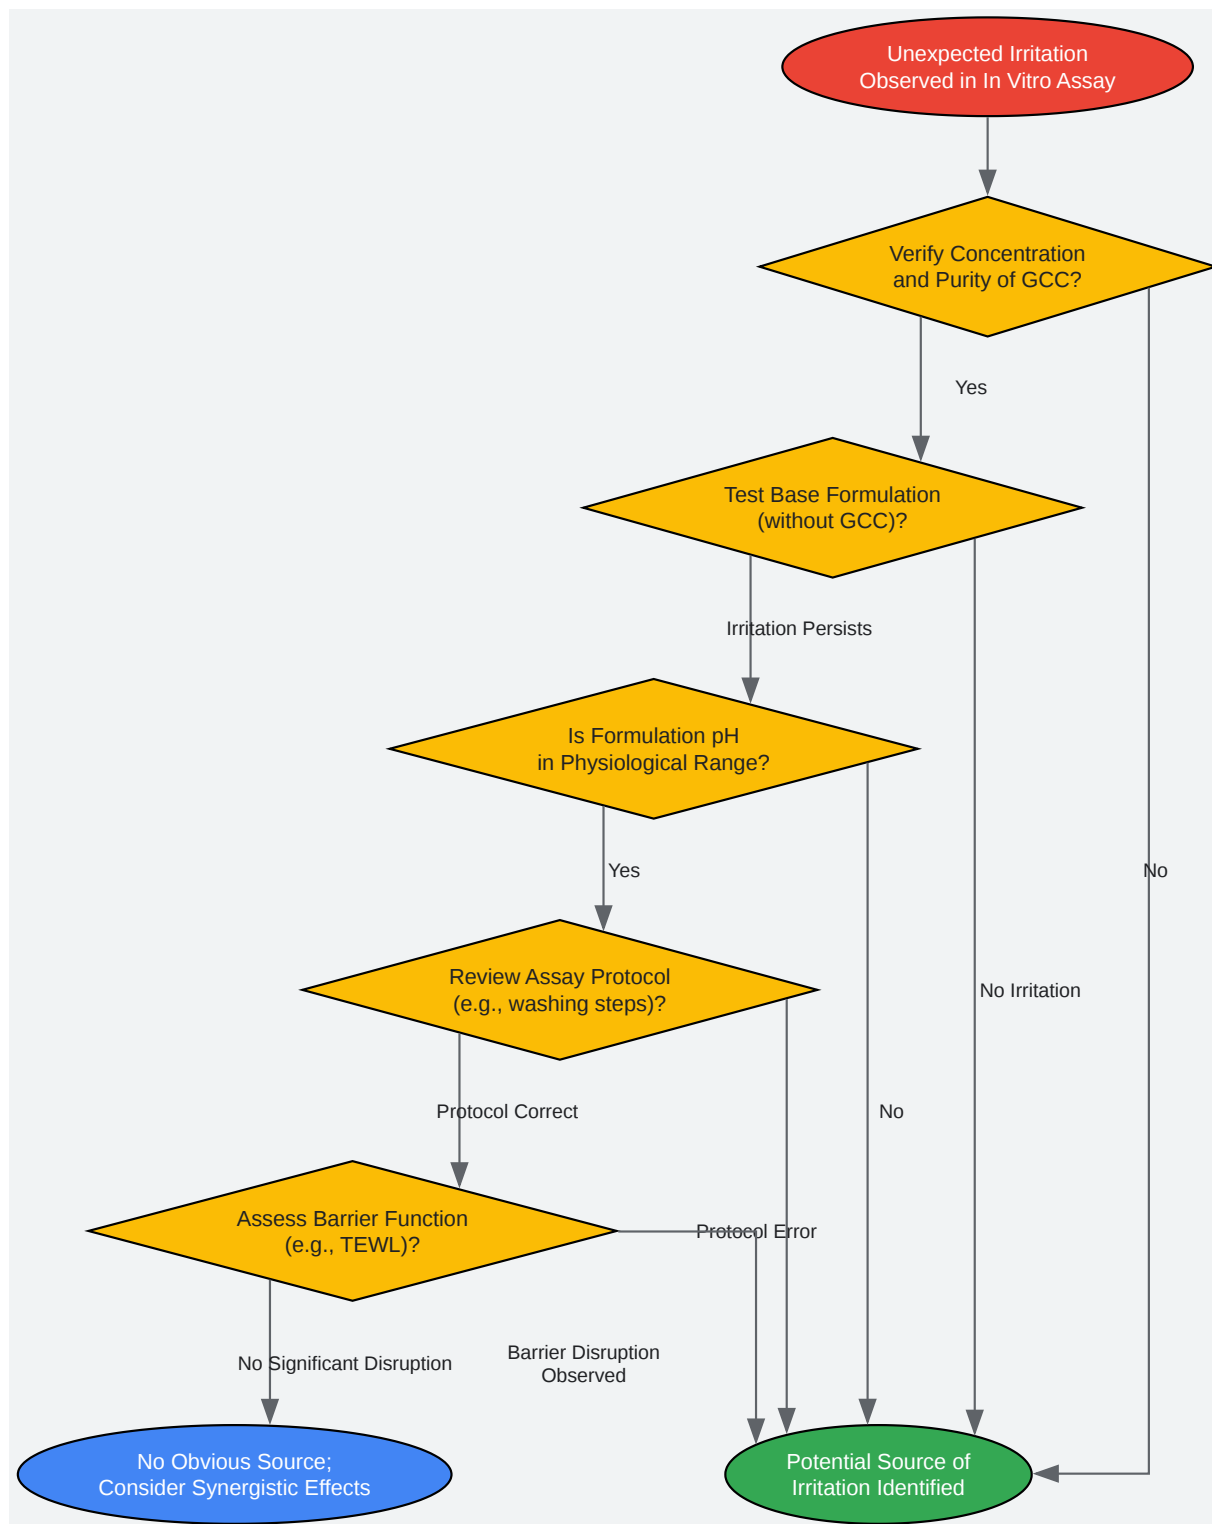 Unexpected Irritation
Observed in In Vitro Assay
Verify Concentration
and Purity of GCC?
Yes
Test Base Formulation
(without GCC)?
Irritation Persists
Is Formulation pH
in Physiological Range?
Yes
No
Review Assay Protocol
(e.g., washing steps)?
No Irritation
Protocol Correct
No
Assess Barrier Function
(e.g., TEWL)?
Protocol Error
No Significant Disruption
Barrier Disruption
Observed
No Obvious Source;
Consider Synergistic Effects
Potential Source of
Irritation Identified